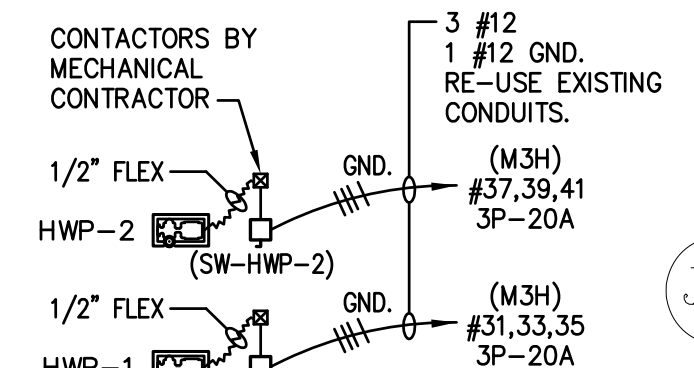 CONTACTORS BY
MECHANICAL
CONTRACTOR
3 #12
1 #12 GND.
RE-USE EXISTING
CONDUITS.
1/2" FLEX
GND.
(M3H)
#37,39,41
3P-20A
HWP-2
(SW-HWP-2)
1/2" FLEX
GND.
(M3H)
#31,33,35
3P-20A
HWP-1